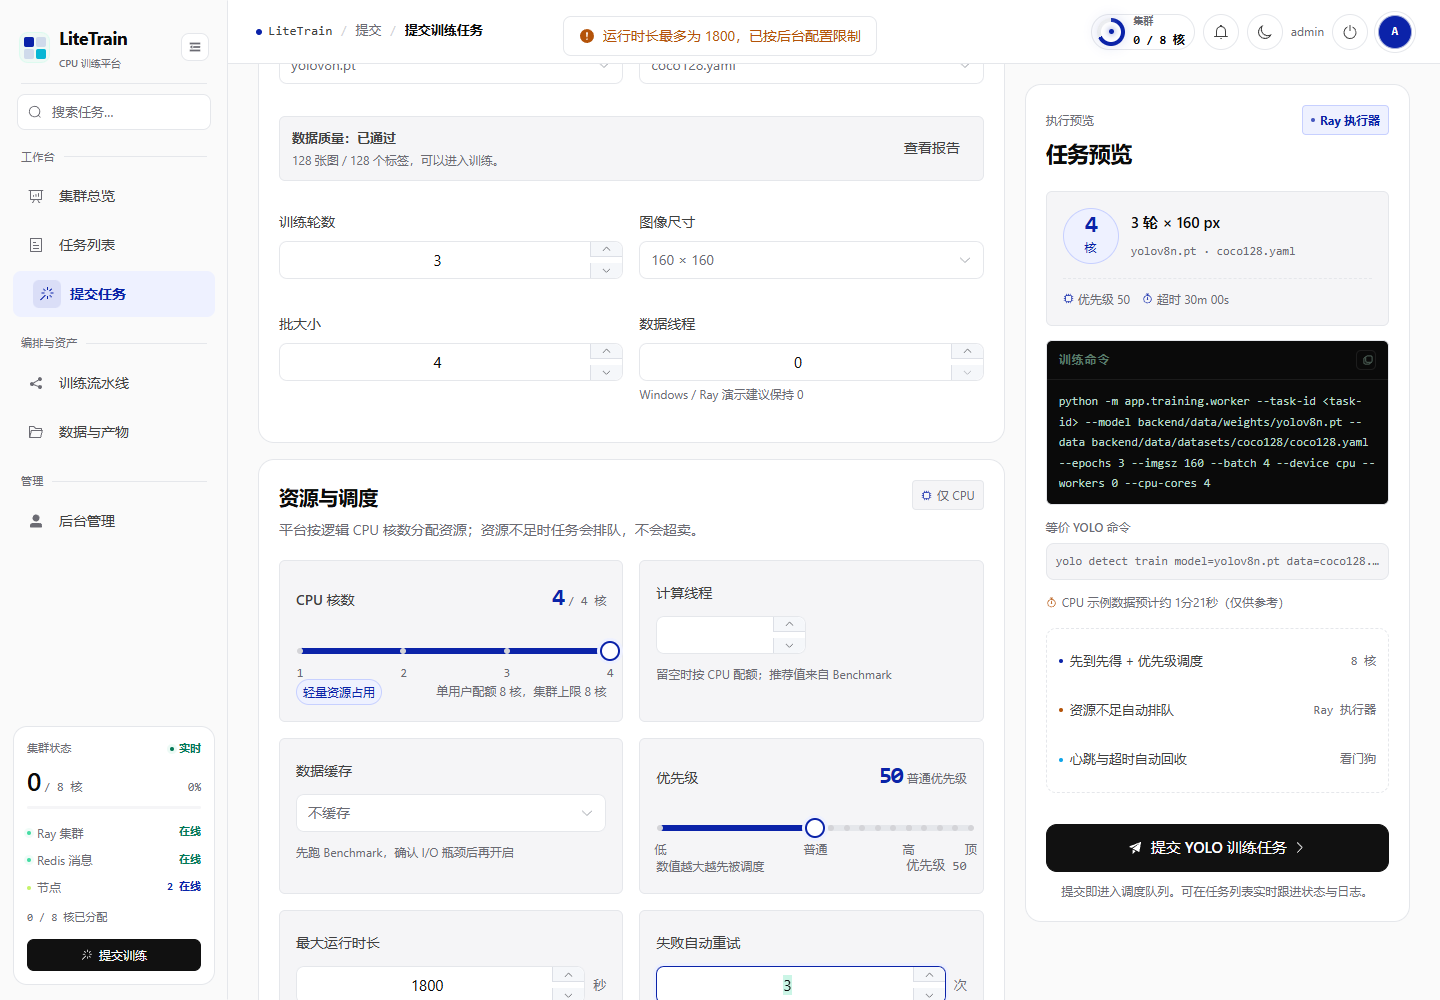 LiteTrain
CPU 训练平台
搜索任务...
工作台
集群总览
任务列表
提交任务
编排与资产
训练流水线
数据与产物
管理
后台管理
集群状态
实时
0 / 8 核
0%
Ray 集群
在线
Redis 消息
在线
节点
2 在线
0 / 8 核已分配
提交训练
LiteTrain / 提交 / 提交训练任务
运行时长最多为 1800，已按后台配置限制
集群
0 / 8 核
admin
A
yolov8n.pt
coco128.yaml
数据质量：已通过
128 张图 / 128 个标签，可以进入训练。
查看报告
训练轮数
3
图像尺寸
160 × 160
批大小
4
数据线程
0
Windows / Ray 演示建议保持 0
资源与调度
仅 CPU
平台按逻辑 CPU 核数分配资源；资源不足时任务会排队，不会超卖。
CPU 核数
4 / 4 核
1 2 3 4
轻量资源占用
单用户配额 8 核，集群上限 8 核
计算线程
留空时按 CPU 配额；推荐值来自 Benchmark
数据缓存
不缓存
先跑 Benchmark，确认 I/O 瓶颈后再开启
优先级
50 普通优先级
低 普通 高 顶
数值越大越先被调度
优先级 50
最大运行时长
1800 秒
失败自动重试
3 次
执行预览
Ray 执行器
任务预览
4
核
3 轮 × 160 px
yolov8n.pt · coco128.yaml
优先级 50
超时 30m 00s
训练命令
python -m app.training.worker --task-id <task-
id> --model backend/data/weights/yolov8n.pt --
data backend/data/datasets/coco128/coco128.yaml
--epochs 3 --imgsz 160 --batch 4 --device cpu --
workers 0 --cpu-cores 4
等价 YOLO 命令
yolo detect train model=yolov8n.pt data=coco128.…
CPU 示例数据预计约 1分21秒（仅供参考）
先到先得 + 优先级调度
8 核
资源不足自动排队
Ray 执行器
心跳与超时自动回收
看门狗
提交 YOLO 训练任务
提交即进入调度队列。可在任务列表实时跟进状态与日志。